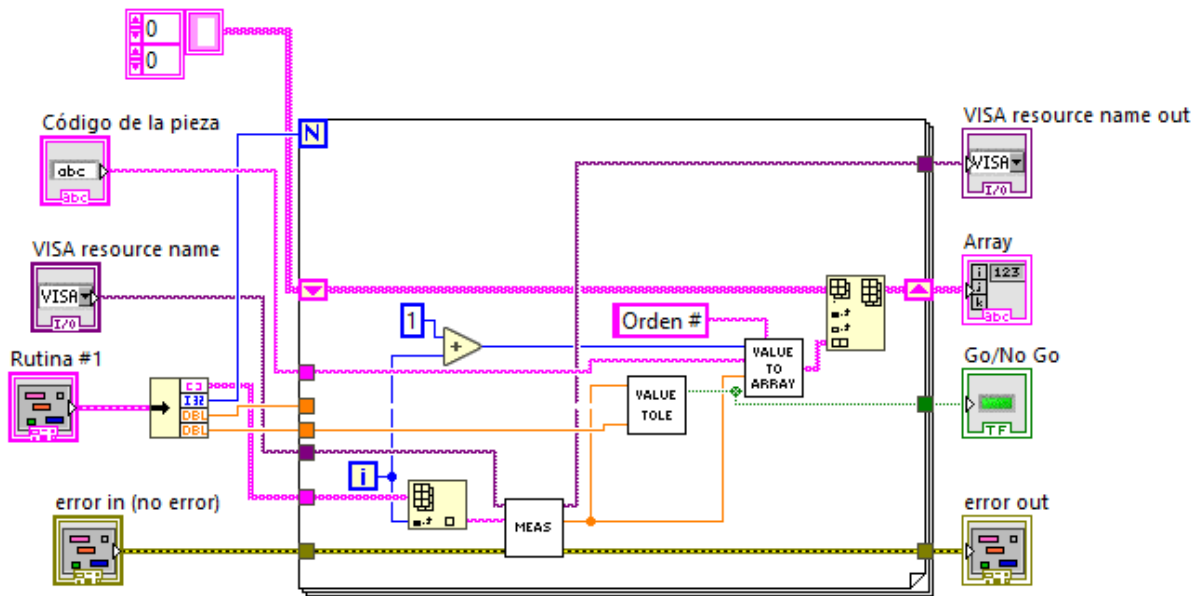 0
0
Código de la pieza
abc
abc
VISA resource name
VISA
I/O
Rutina #1
C J
I32
DBL
DBL
error in (no error)
N
1
+
i
Orden #
VALUE
TO
ARRAY
VALUE
TOLE
MEAS
VISA resource name out
VISA
I/O
Array
i
j
k
123
abc
Go/No Go
TF
error out